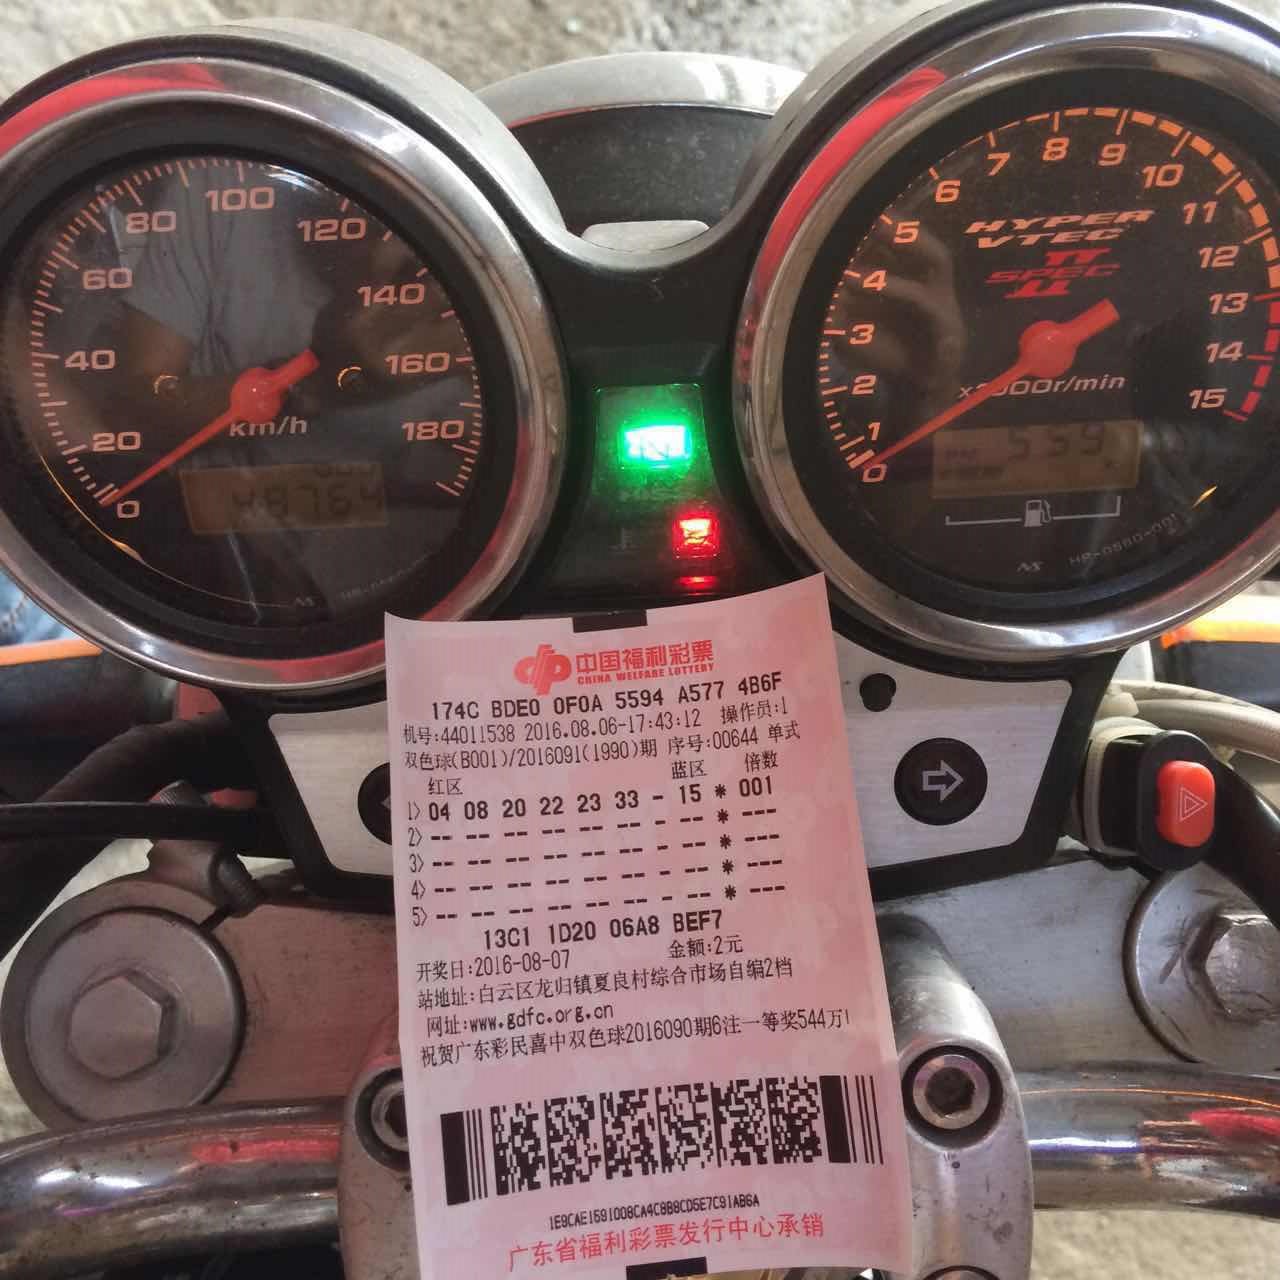 100
80
120
60
140
40
160
20
km/h
180
0
48764
7
8
9
6
10
5
HYPER
11
VTEC
12
4
SPEC
II
13
3
14
2
x1000r/min
15
1
559
0
N
HISS
中国福利彩票
CHINA WELFARE LOTTERY
174C BDE0 0F0A 5594 A577 4B6F
机号:44011538 2016.08.06-17:43:12 操作员:1
双色球(B001)/2016091(1990)期 序号:00644 单式
红区 蓝区 倍数
1> 04 08 20 22 23 33 - 15 * 001
2> -- -- -- -- -- -- - -- * ---
3> -- -- -- -- -- -- - -- * ---
4> -- -- -- -- -- -- - -- * ---
5> -- -- -- -- -- -- - -- * ---
13C1 1D20 06A8 BEF7
开奖日:2016-08-07 金额:2元
站地址:白云区龙归镇夏良村综合市场自编2档
网址:www.gdfc.org.cn
祝贺广东彩民喜中双色球2016090期6注一等奖544万!
1E9CAE1591008CA4C8B8CD5E7C91AB6A
广东省福利彩票发行中心承销